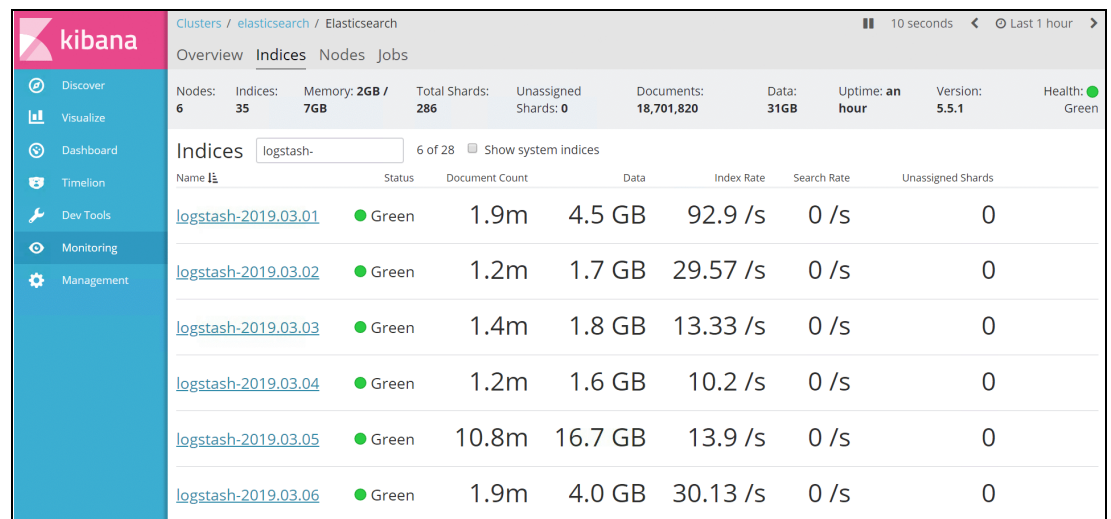 kibana
Discover
Visualize
Dashboard
Timelion
Dev Tools
Monitoring
Management
Clusters / elasticsearch / Elasticsearch
10 seconds
Last 1 hour
Overview Indices Nodes Jobs
Nodes: 6
Indices: 35
Memory: 2GB / 7GB
Total Shards: 286
Unassigned Shards: 0
Documents: 18,701,820
Data: 31GB
Uptime: an hour
Version: 5.5.1
Health: Green
Indices logstash- 6 of 28 Show system indices
Name Status Document Count Data Index Rate Search Rate Unassigned Shards
logstash-2019.03.01 Green 1.9m 4.5 GB 92.9 /s 0 /s 0
logstash-2019.03.02 Green 1.2m 1.7 GB 29.57 /s 0 /s 0
logstash-2019.03.03 Green 1.4m 1.8 GB 13.33 /s 0 /s 0
logstash-2019.03.04 Green 1.2m 1.6 GB 10.2 /s 0 /s 0
logstash-2019.03.05 Green 10.8m 16.7 GB 13.9 /s 0 /s 0
logstash-2019.03.06 Green 1.9m 4.0 GB 30.13 /s 0 /s 0